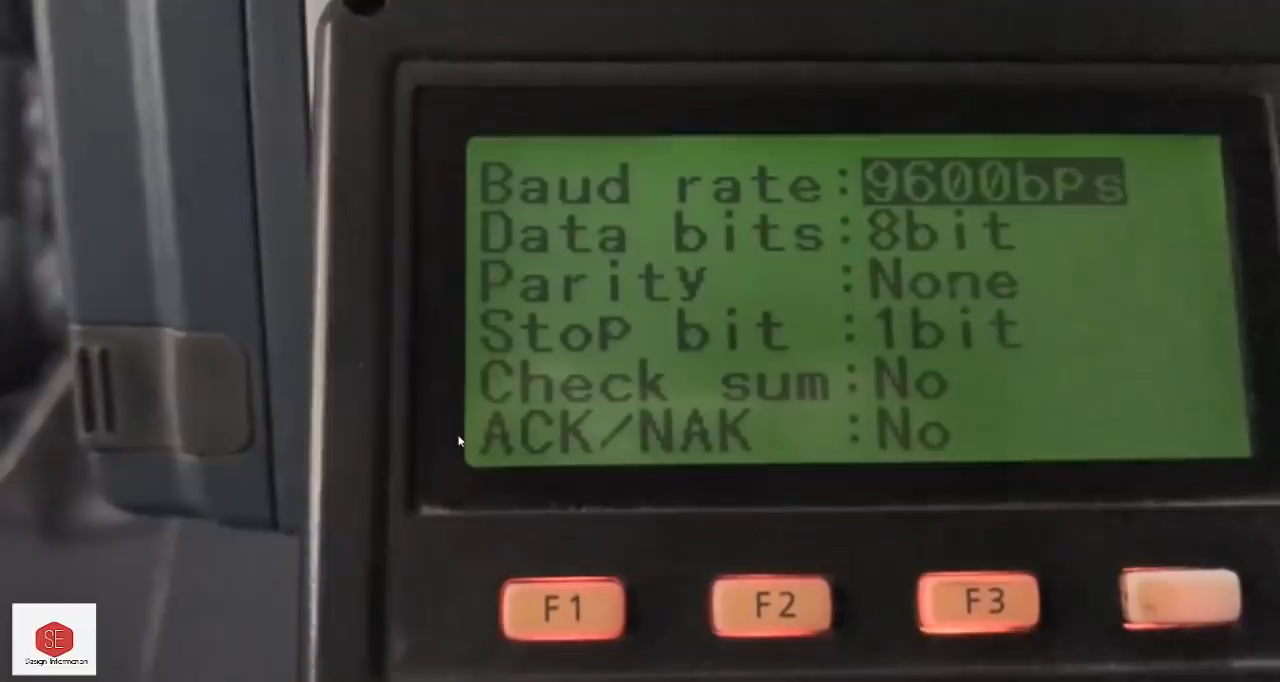 Baud rate:9600bps
Data bits:8bit
Parity :None
Stop bit :1bit
Check sum:No
ACK/NAK :No
F1 F2 F3
SE
Design Information